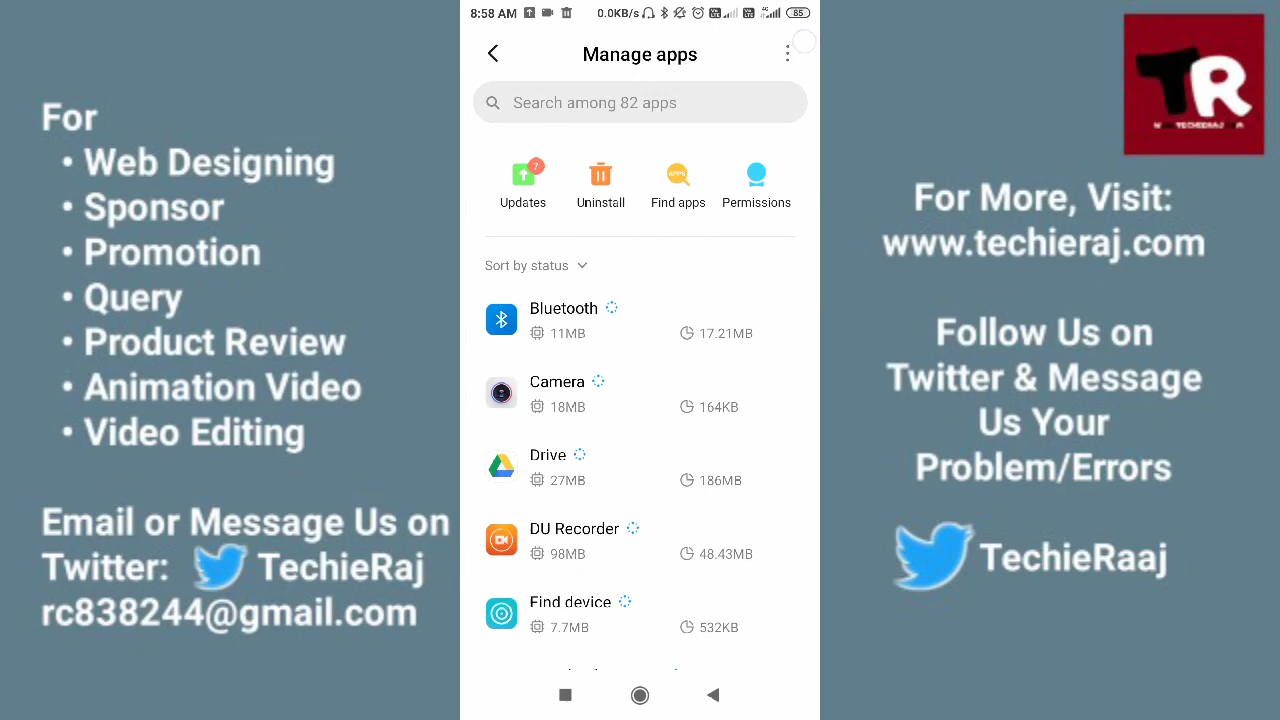 For
• Web Designing
• Sponsor
• Promotion
• Query
• Product Review
• Animation Video
• Video Editing
Email or Message Us on
Twitter: TechieRaj
rc838244@gmail.com
8:58 AM 0.0KB/s 85
Manage apps
Search among 82 apps
7
APPS
Updates Uninstall Find apps Permissions
Sort by status
Bluetooth
11MB 17.21MB
Camera
18MB 164KB
Drive
27MB 186MB
DU Recorder
98MB 48.43MB
Find device
7.7MB 532KB
TR
For More, Visit:
www.techieraj.com
Follow Us on
Twitter & Message
Us Your
Problem/Errors
TechieRaaj